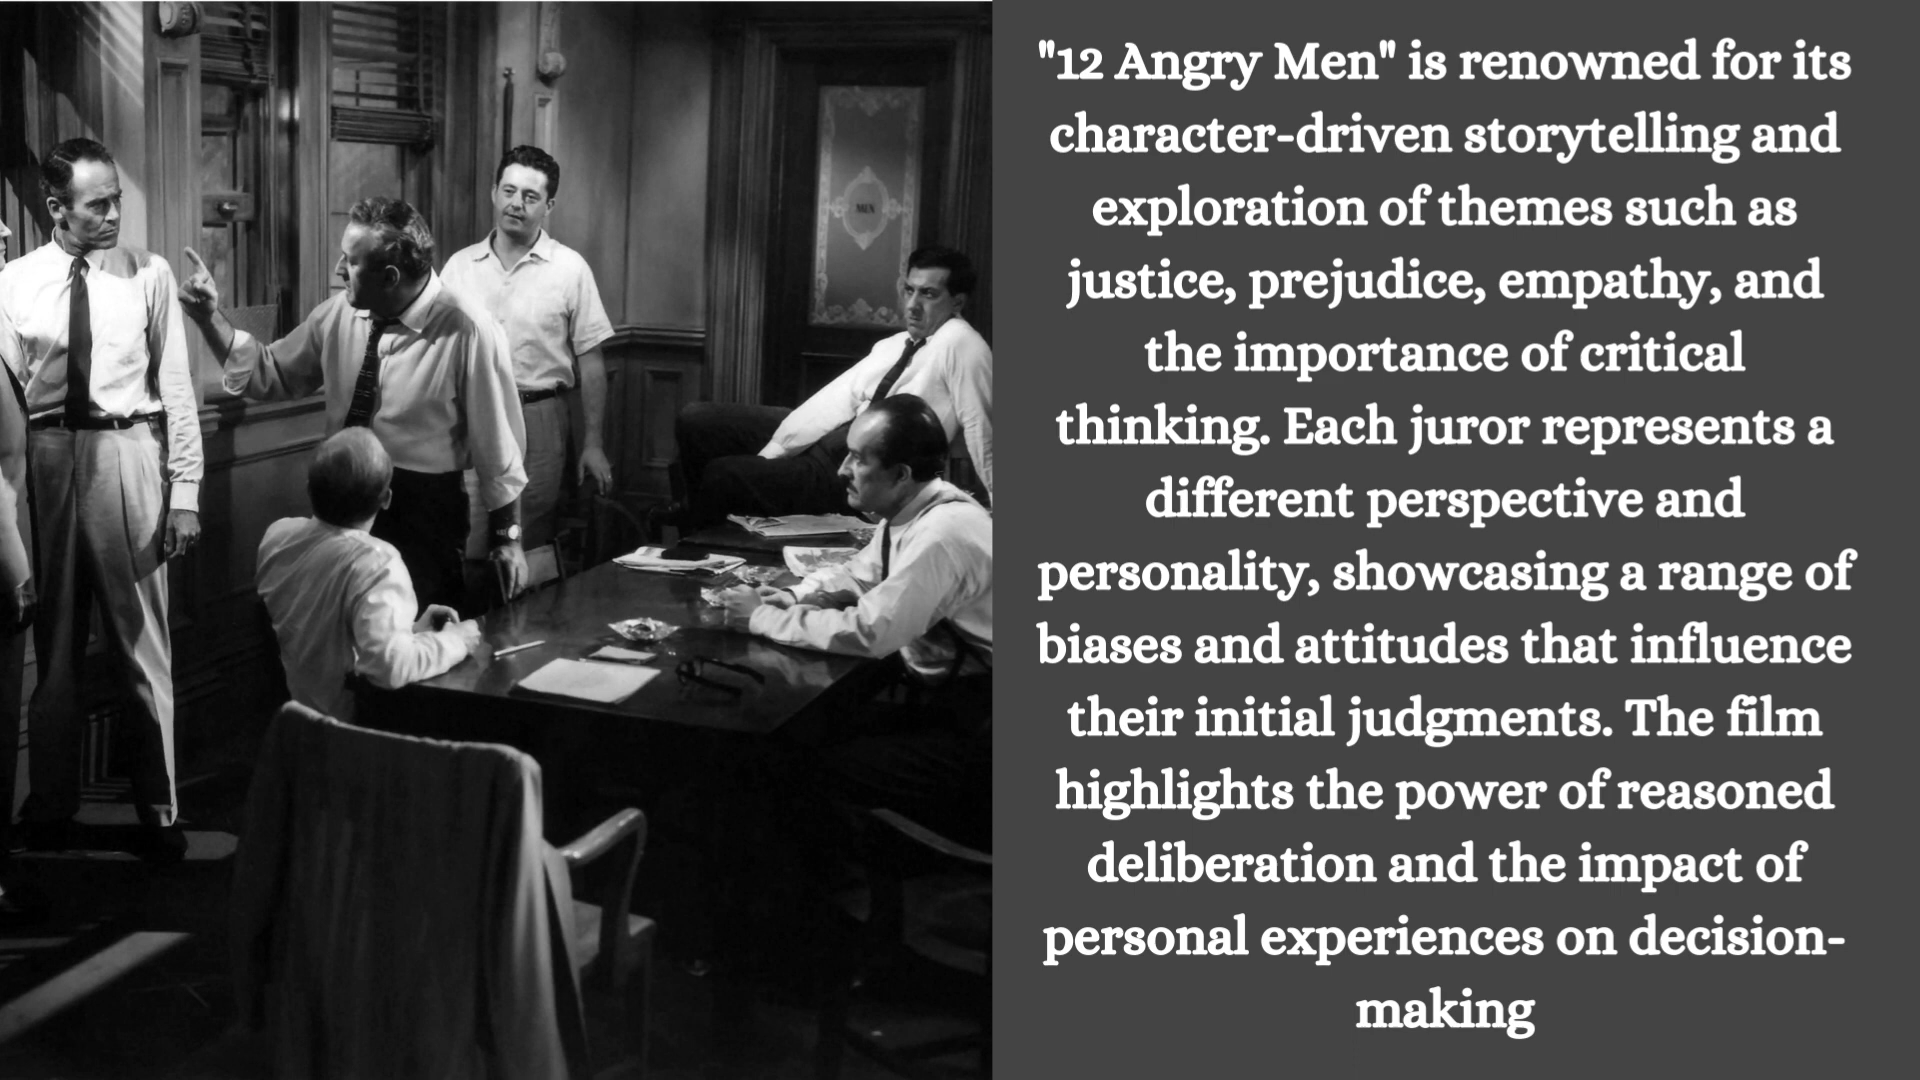 MEN
"12 Angry Men" is renowned for its
character-driven storytelling and
exploration of themes such as
justice, prejudice, empathy, and
the importance of critical
thinking. Each juror represents a
different perspective and
personality, showcasing a range of
biases and attitudes that influence
their initial judgments. The film
highlights the power of reasoned
deliberation and the impact of
personal experiences on decision-
making